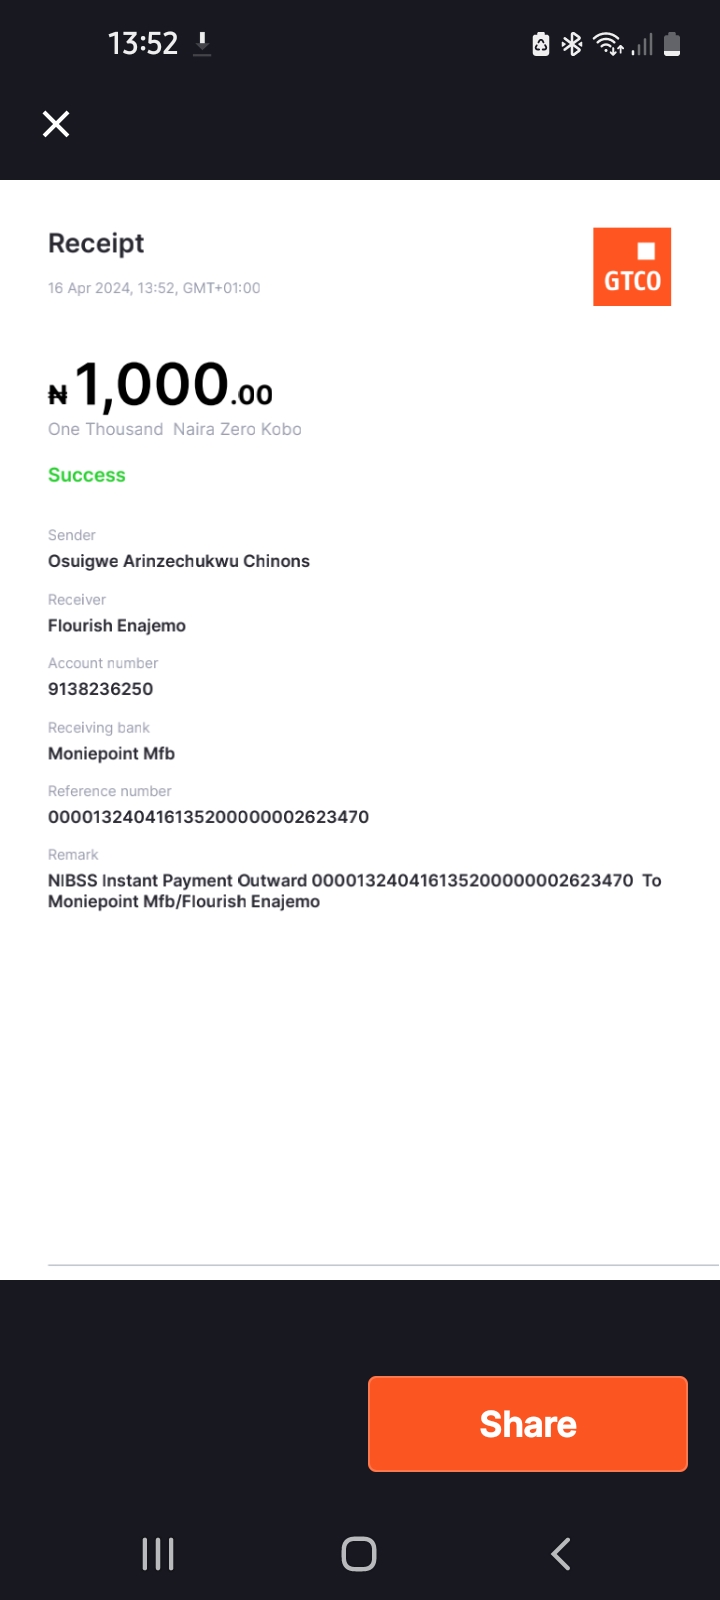 13:52
Receipt
GTCO
16 Apr 2024, 13:52, GMT+01:00
₦1,000.00
One Thousand  Naira Zero Kobo
Success
Sender
Osuigwe Arinzechukwu Chinons
Receiver
Flourish Enajemo
Account number
9138236250
Receiving bank
Moniepoint Mfb
Reference number
000013240416135200000002623470
Remark
NIBSS Instant Payment Outward 000013240416135200000002623470  To
Moniepoint Mfb/Flourish Enajemo
Share